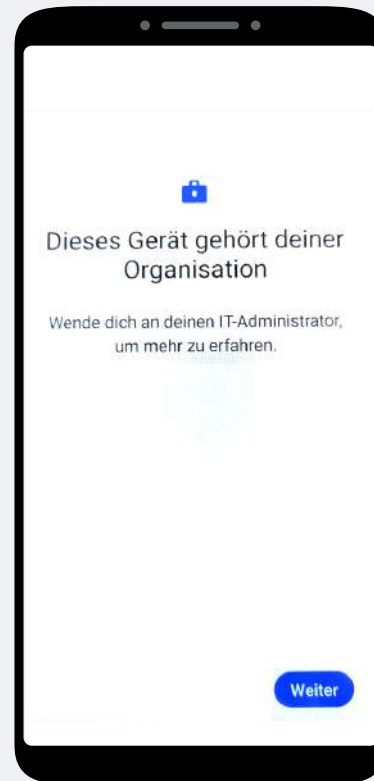 Dieses Gerät gehört deiner
Organisation
Wende dich an deinen IT-Administrator,
um mehr zu erfahren.
Weiter